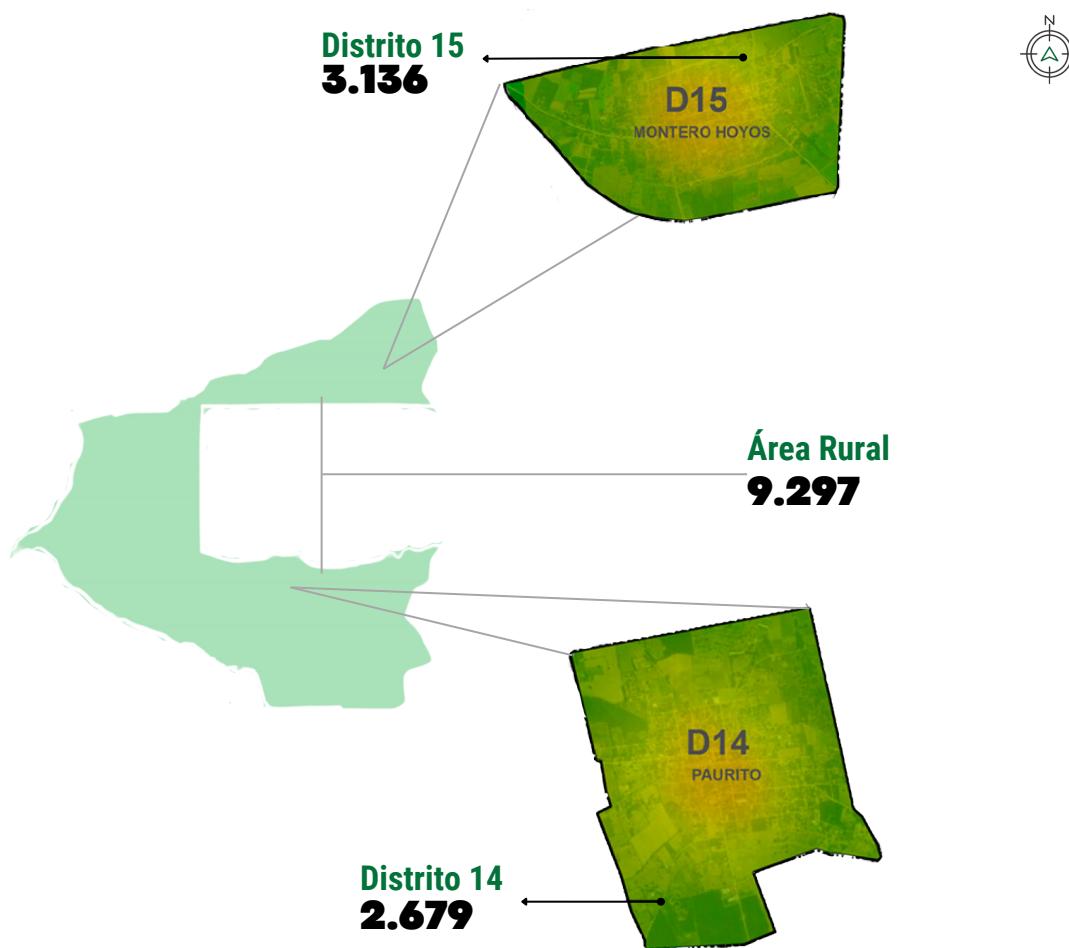 N
Distrito 15
3.136
D15
MONTERO HOYOS
Área Rural
9.297
D14
PAURITO
Distrito 14
2.679